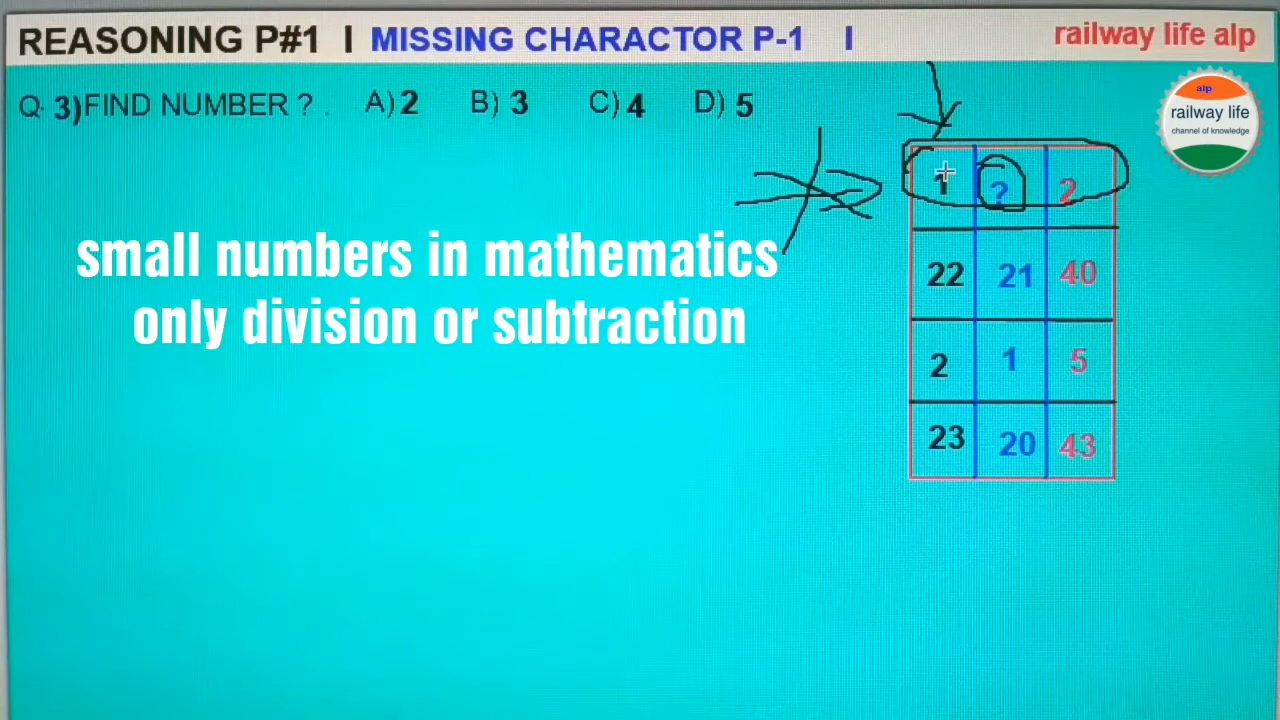 REASONING P#1 I MISSING CHARACTOR P-1 I railway life alp
Q 3)FIND NUMBER ? . A) 2 B) 3 C) 4 D) 5
alp
railway life
channel of knowledge
1 ? 2
small numbers in mathematics
only division or subtraction
22 21 40
2 1 5
23 20 43